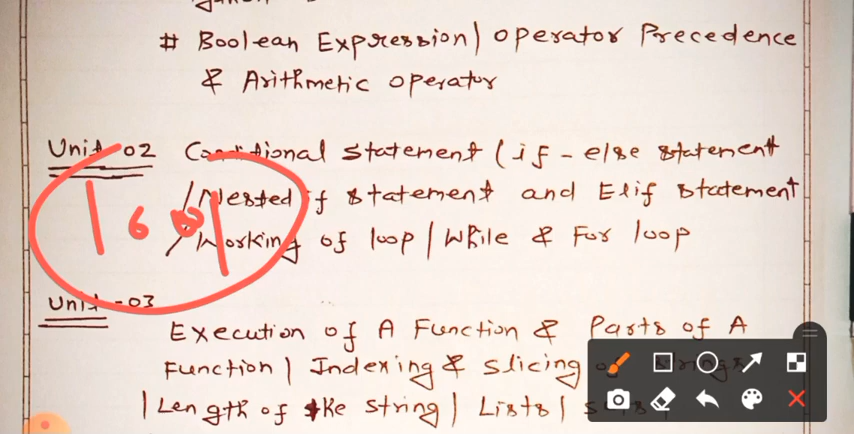 # Boolean Expression | Operator Precedence
& Arithmetic operator
Unit-02 Conditional Statement (if-else statement
/ Nested if statement and Elif statement
/ Working of loop | While & For loop
160
Unit-03
Execution of A Function & Parts of A
Function | Indexing & slicing
| Length of the string | Lists |